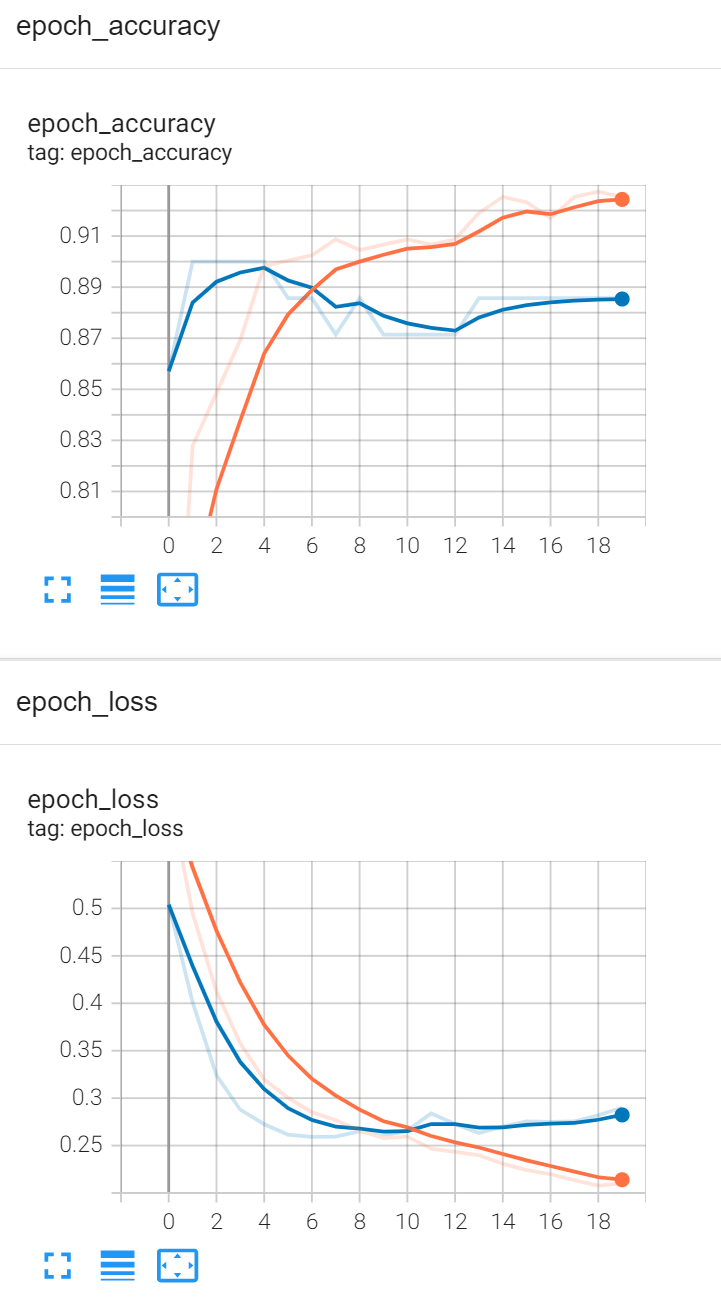 epoch_accuracy
epoch_accuracy
tag: epoch_accuracy
0.91
0.89
0.87
0.85
0.83
0.81
0 2 4 6 8 10 12 14 16 18
epoch_loss
epoch_loss
tag: epoch_loss
0.5
0.45
0.4
0.35
0.3
0.25
0 2 4 6 8 10 12 14 16 18